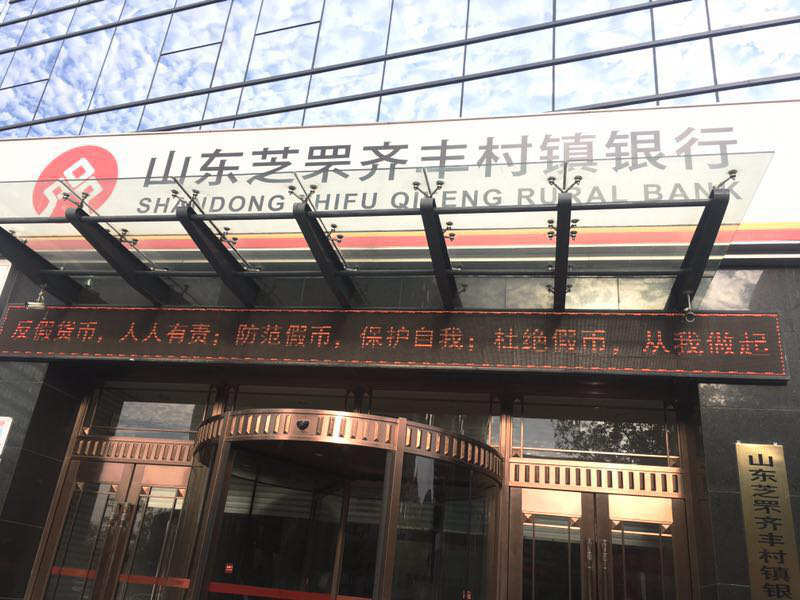 山东芝罘齐丰村镇银行
SHANDONG ZHIFU QIFENG RURAL BANK
反假货币，人人有责；防范假币，保护自我；杜绝假币，从我做起
山东芝罘齐丰村镇银